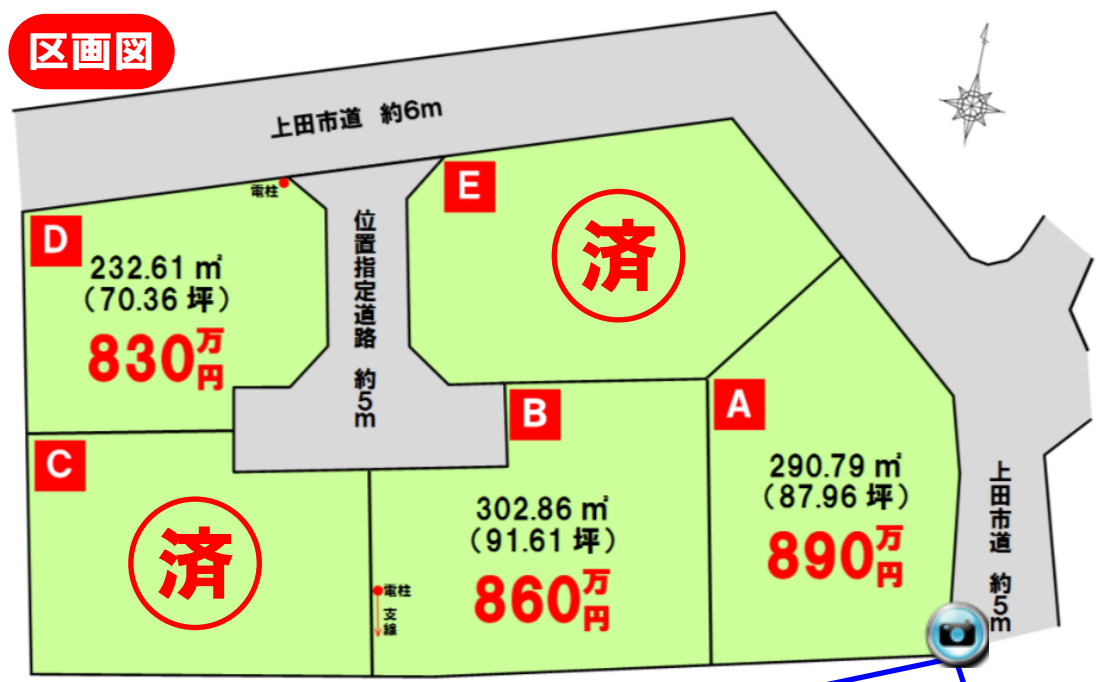 区画図
上田市道 約6m
電柱
E
済
D
232.61㎡
（70.36坪）
830万円
位置指定道路 約5m
B
302.86㎡
（91.61坪）
860万円
A
290.79㎡
（87.96坪）
890万円
C
済
電柱
支線
上田市道 約5m